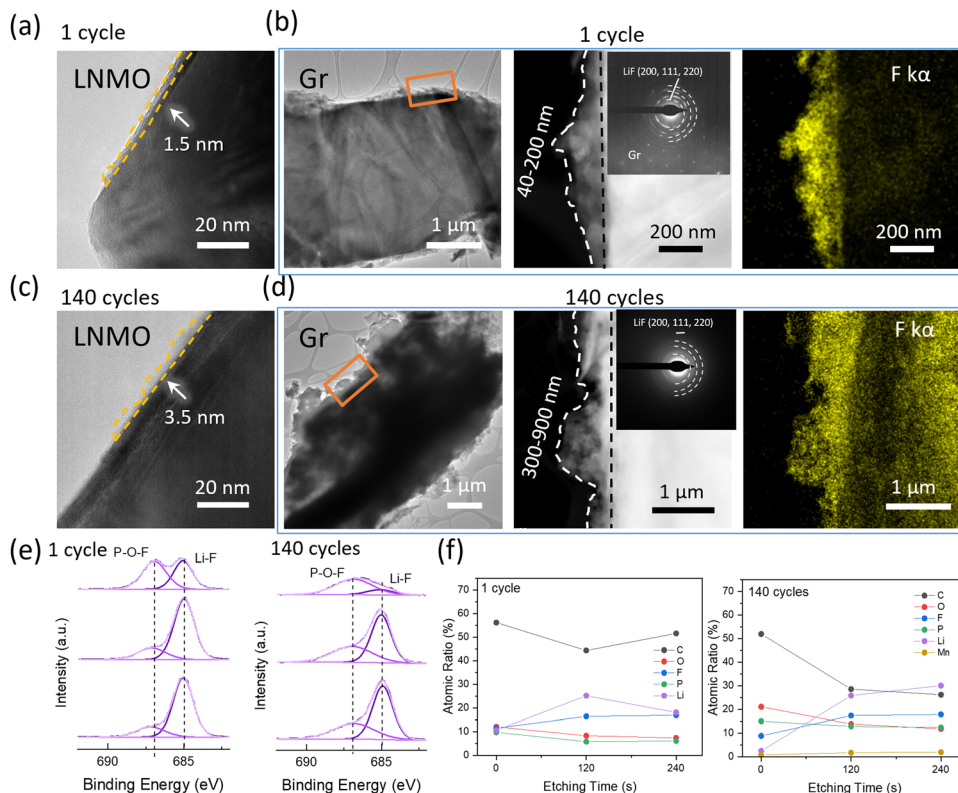 (a)
1 cycle
LNMO
1.5 nm
20 nm
(b)
1 cycle
Gr
1 µm
40-200 nm
LiF (200, 111, 220)
Gr
200 nm
F kα
200 nm
(c)
140 cycles
LNMO
3.5 nm
20 nm
(d)
140 cycles
Gr
1 µm
300-900 nm
LiF (200, 111, 220)
1 µm
F kα
1 µm
(e)
1 cycle
P-O-F
Li-F
Intensity (a.u.)
690
685
Binding Energy (eV)
140 cycles
P-O-F
Li-F
Intensity (a.u.)
690
685
Binding Energy (eV)
(f)
1 cycle
Atomic Ratio (%)
70
60
50
40
30
20
10
0
C
O
F
P
Li
0
120
240
Etching Time (s)
140 cycles
Atomic Ratio (%)
70
60
50
40
30
20
10
0
C
O
F
P
Li
Mn
0
120
240
Etching Time (s)